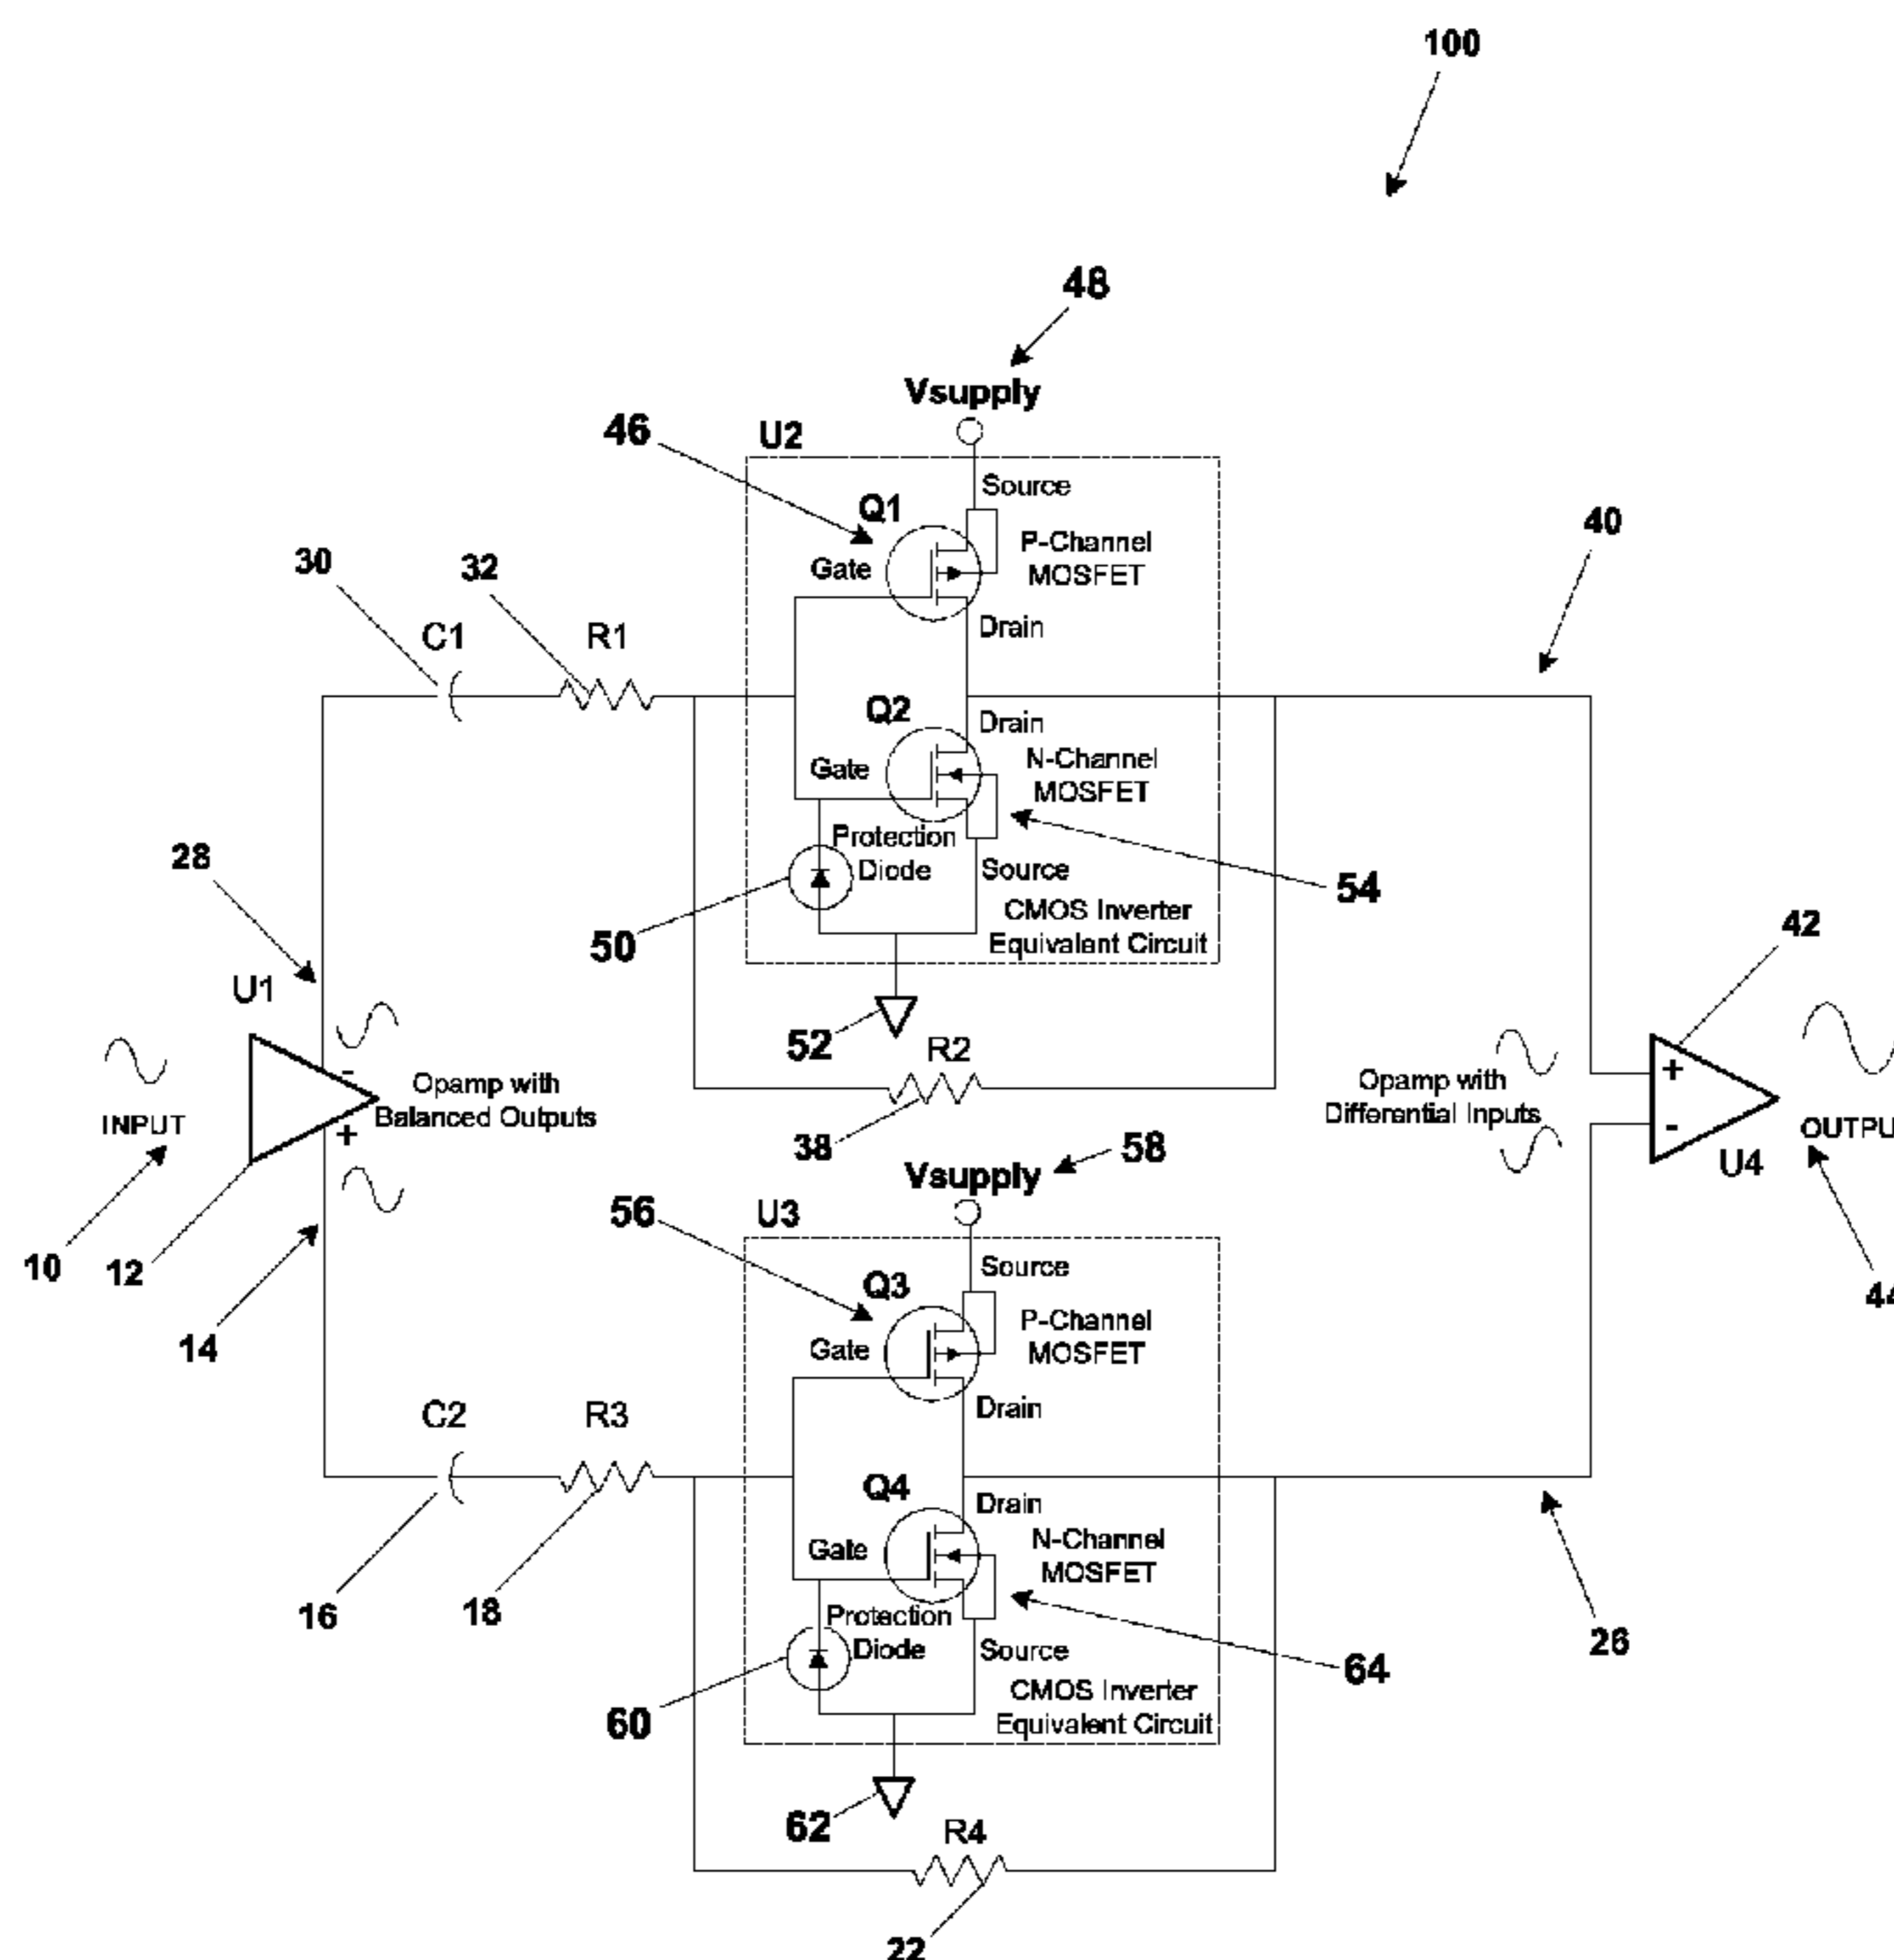 100
48
Vsupply
46
U2
Source
Q1
P-Channel
MOSFET
Gate
40
30
32
Drain
C1
R1
Q2
Drain
N-Channel
MOSFET
Gate
Protection
Diode
28
Source
54
CMOS Inverter
Equivalent Circuit
50
42
U1
52
R2
-
Opamp with
Balanced Outputs
INPUT
+
Opamp with
Differential Inputs
+
-
38
58
Vsupply
OUTPU
U4
56
U3
10
12
Source
Q3
44
P-Channel
MOSFET
14
Gate
Drain
C2
R3
Q4
Drain
N-Channel
MOSFET
Gate
16
18
Protection
Diode
Source
26
64
CMOS Inverter
Equivalent Circuit
60
62
R4
22